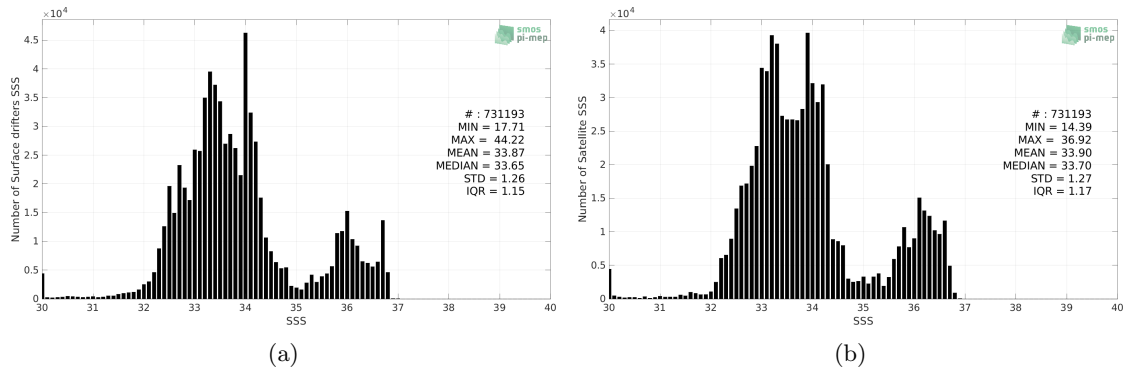 ×10⁴
4.5
4
3.5
3
2.5
2
1.5
1
0.5
0
Number of Surface drifters SSS
30 31 32 33 34 35 36 37 38 39 40
SSS
smos
pi-mep
# : 731193
MIN = 17.71
MAX = 44.22
MEAN = 33.87
MEDIAN = 33.65
STD = 1.26
IQR = 1.15
(a)
×10⁴
4
3.5
3
2.5
2
1.5
1
0.5
0
Number of Satellite SSS
30 31 32 33 34 35 36 37 38 39 40
SSS
smos
pi-mep
# : 731193
MIN = 14.39
MAX = 36.92
MEAN = 33.90
MEDIAN = 33.70
STD = 1.27
IQR = 1.17
(b)